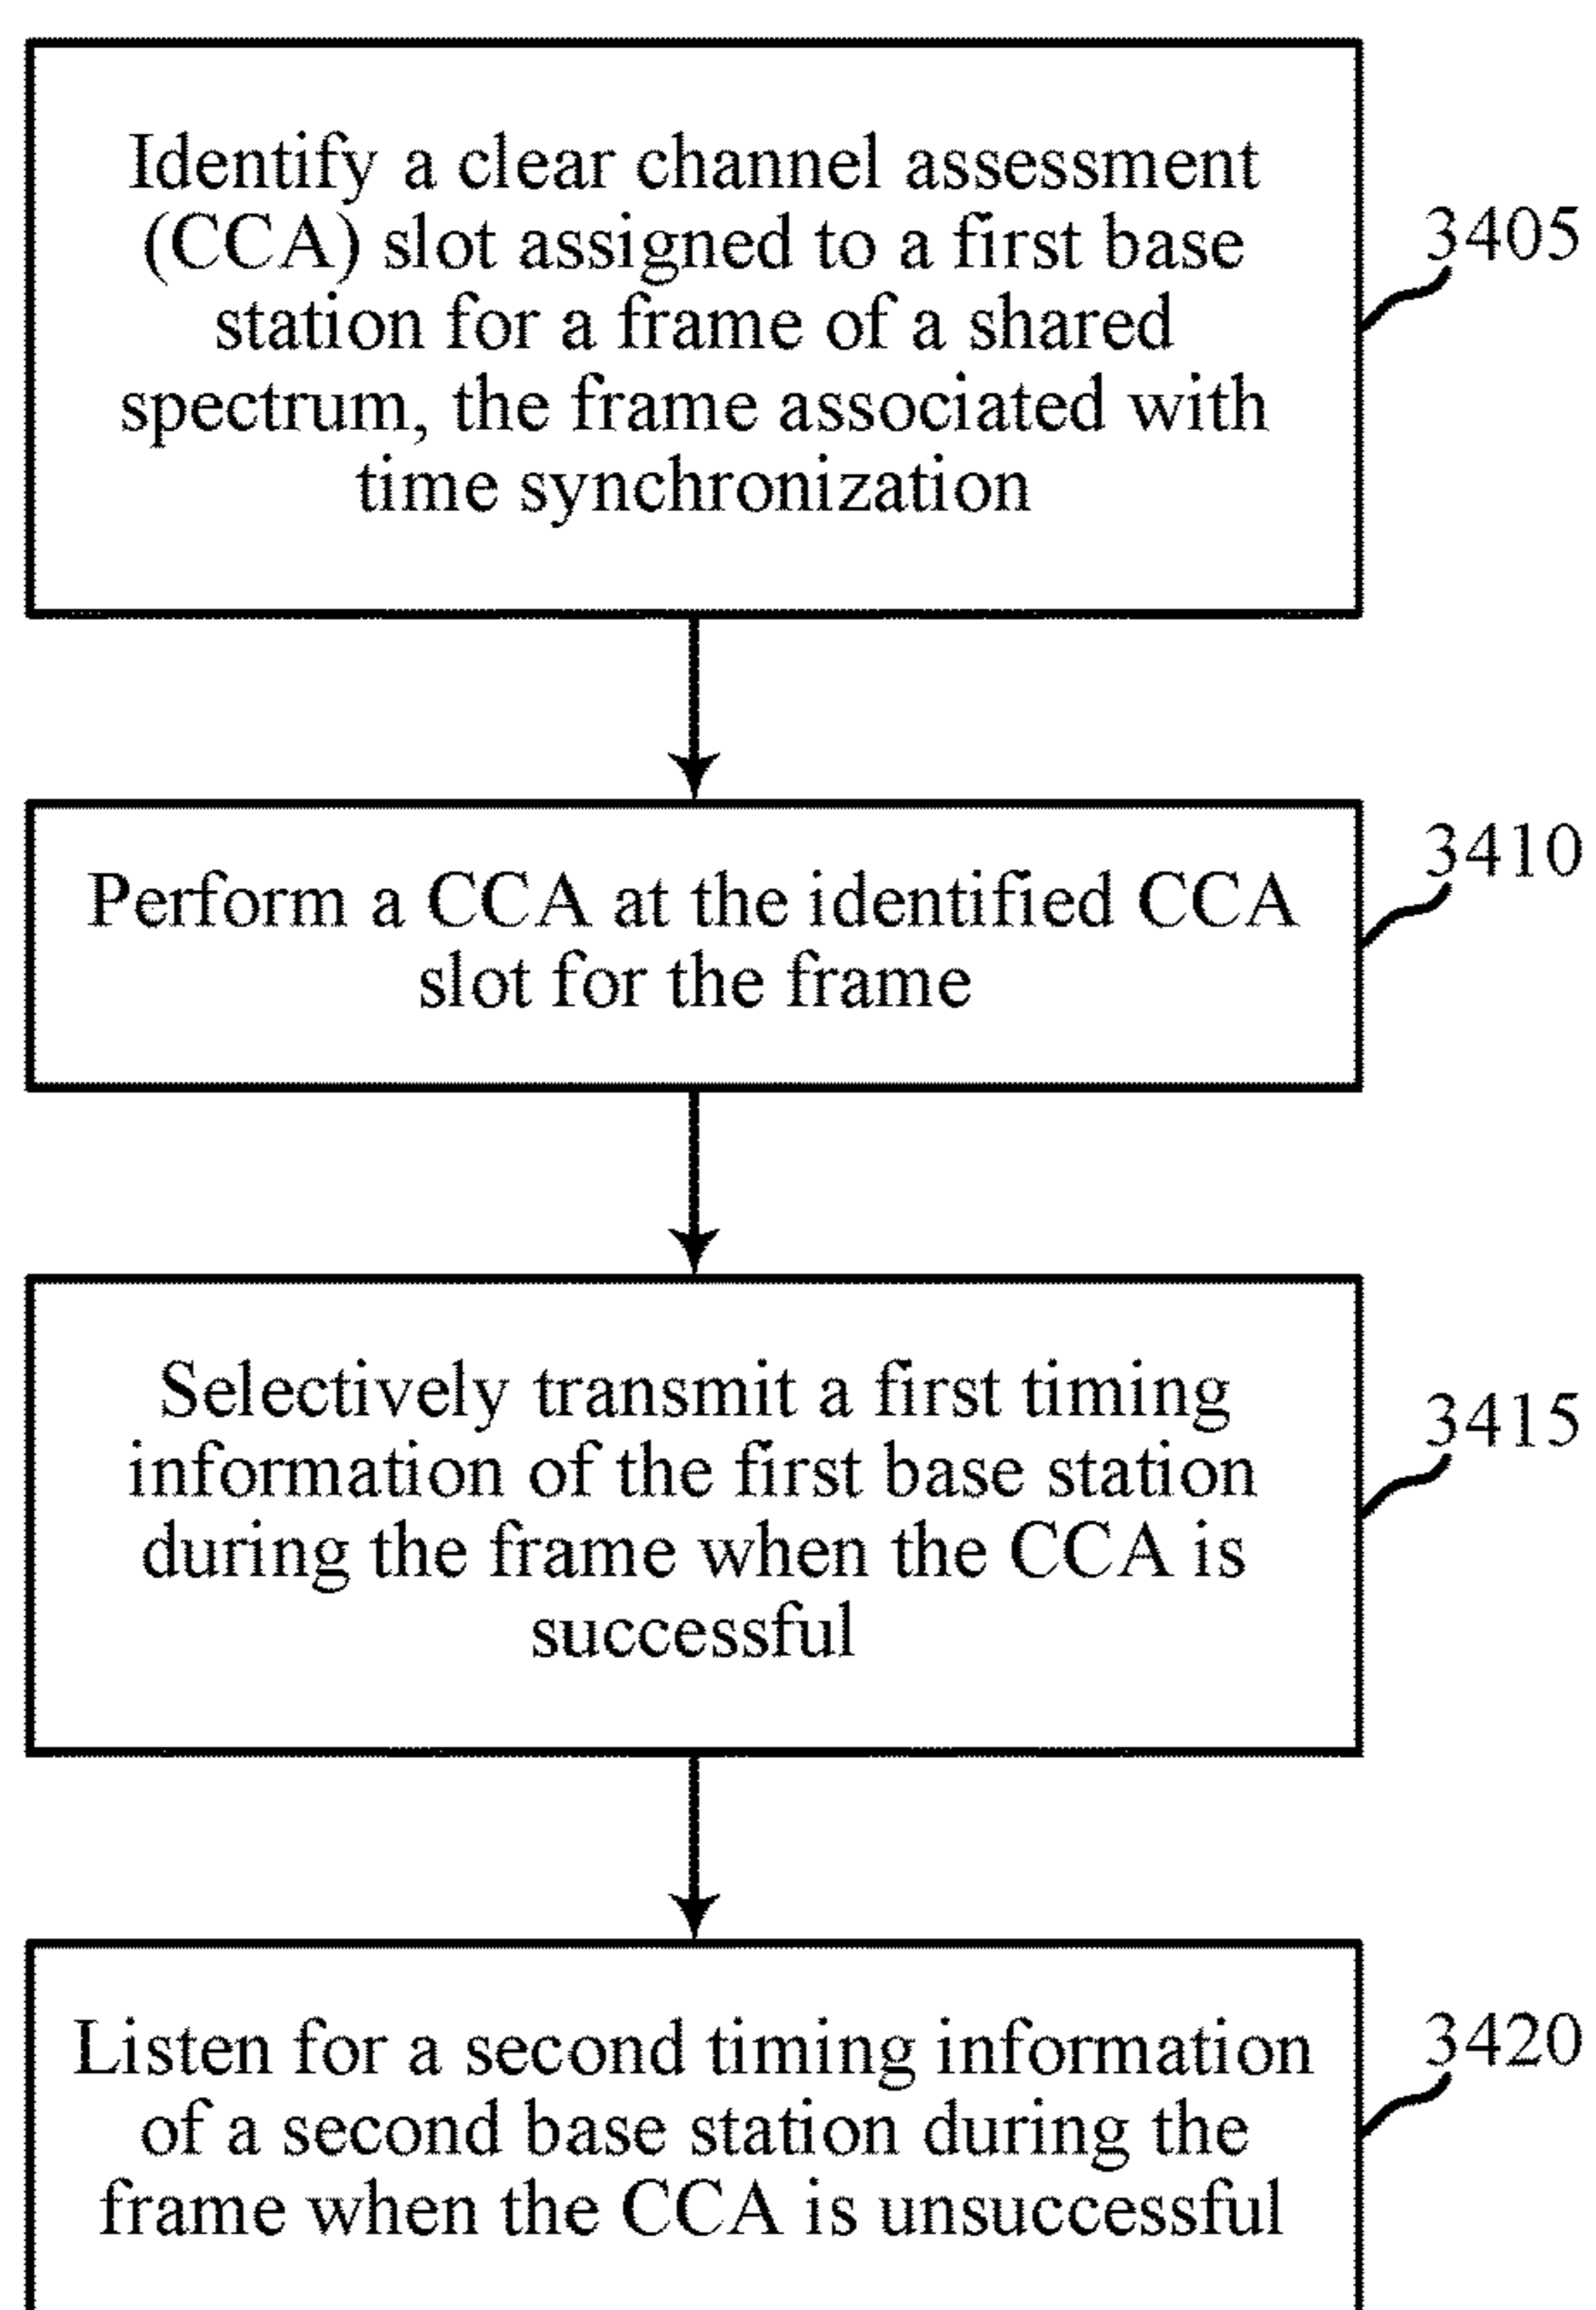 Identify a clear channel assessment
(CCA) slot assigned to a first base
station for a frame of a shared
spectrum, the frame associated with
time synchronization
3405
Perform a CCA at the identified CCA
slot for the frame
3410
Selectively transmit a first timing
information of the first base station
during the frame when the CCA is
successful
3415
Listen for a second timing information
of a second base station during the
frame when the CCA is unsuccessful
3420